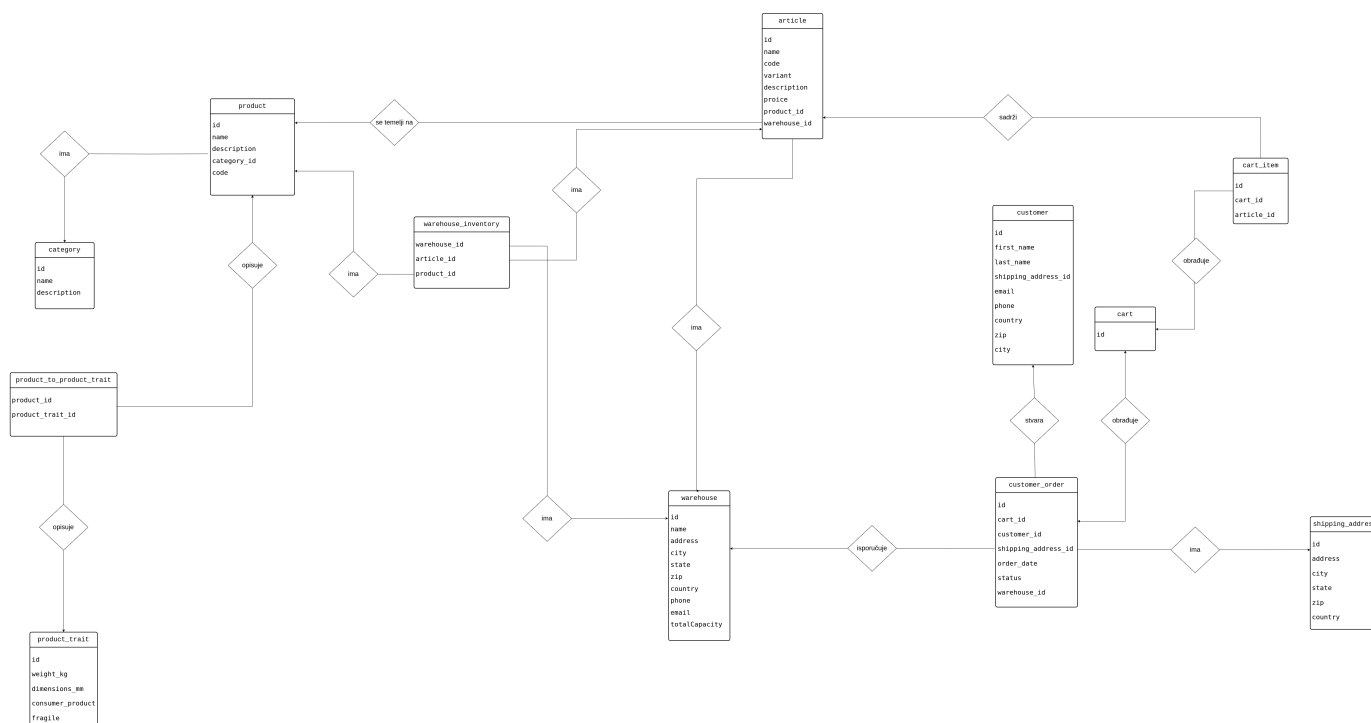 article
id
name
code
variant
description
proice
product_id
warehouse_id
product
id
name
description
category_id
code
se temelji na
sadrži
ima
cart_item
id
cart_id
article_id
ima
category
id
name
description
opisuje
warehouse_inventory
warehouse_id
article_id
product_id
ima
customer
id
first_name
last_name
shipping_address_id
email
phone
country
zip
city
obrađuje
cart
id
ima
product_to_product_trait
product_id
product_trait_id
stvara
obrađuje
opisuje
ima
warehouse
id
name
address
city
state
zip
country
phone
email
totalCapacity
isporučuje
customer_order
id
cart_id
customer_id
shipping_address_id
order_date
status
warehouse_id
ima
shipping_addres
id
address
city
state
zip
country
product_trait
id
weight_kg
dimensions_mm
consumer_product
fragile